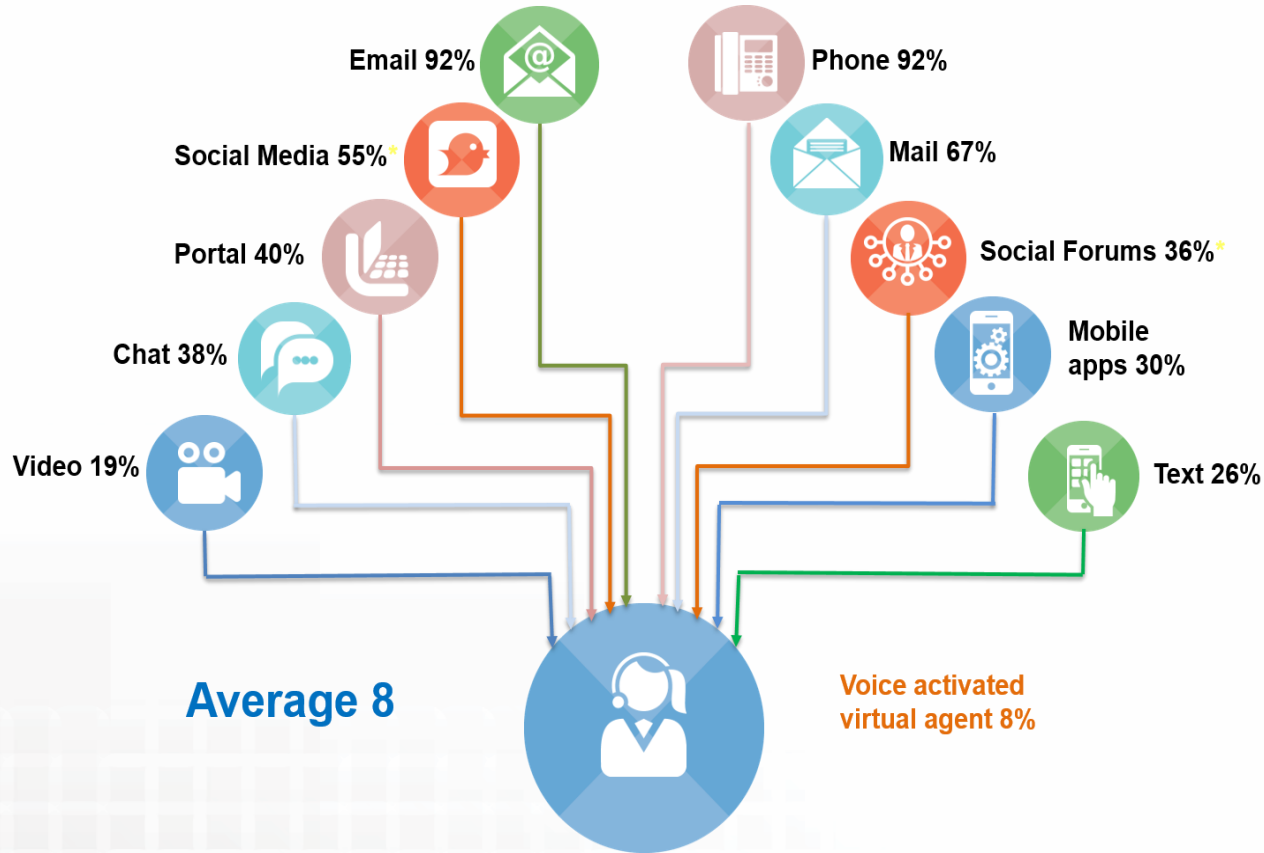 Email 92%
Phone 92%
Social Media 55%*
Mail 67%
Portal 40%
Social Forums 36%*
Chat 38%
Mobile
apps 30%
Video 19%
Text 26%
Average 8
Voice activated
virtual agent 8%
@